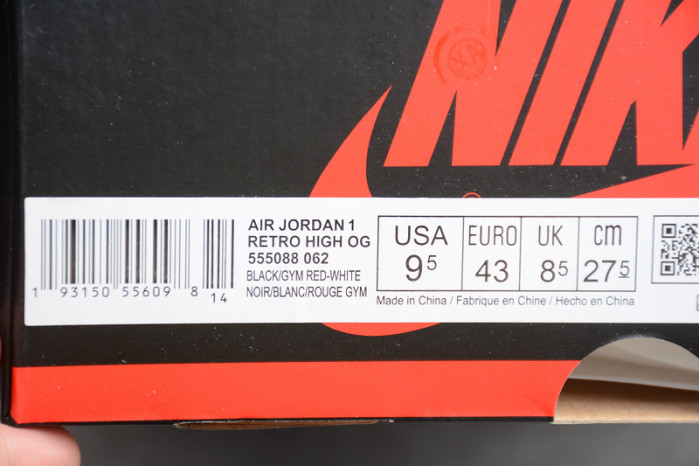 NIKE
AIR JORDAN 1
RETRO HIGH OG
555088 062
BLACK/GYM RED-WHITE
NOIR/BLANC/ROUGE GYM
1 93150 55609 8 14
USA EURO UK cm
9⁵ 43 8⁵ 27⁵
Made in China / Fabrique en Chine / Hecho en China